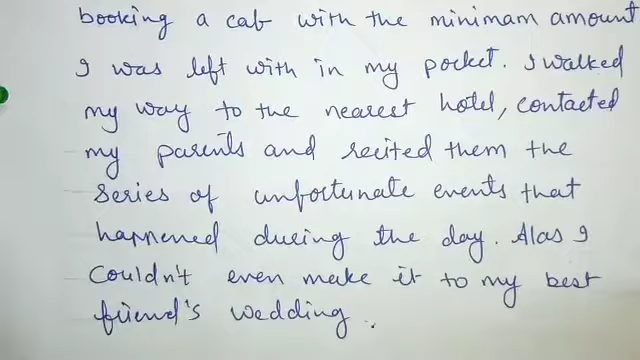 booking a cab with the minimam amount
I was left with in my pocket. I walked
my way to the nearest hotel, contacted
my parents and recited them the
series of unfortunate events that
happened during the day. Alas I
Couldn't even make it to my best
friend's wedding.